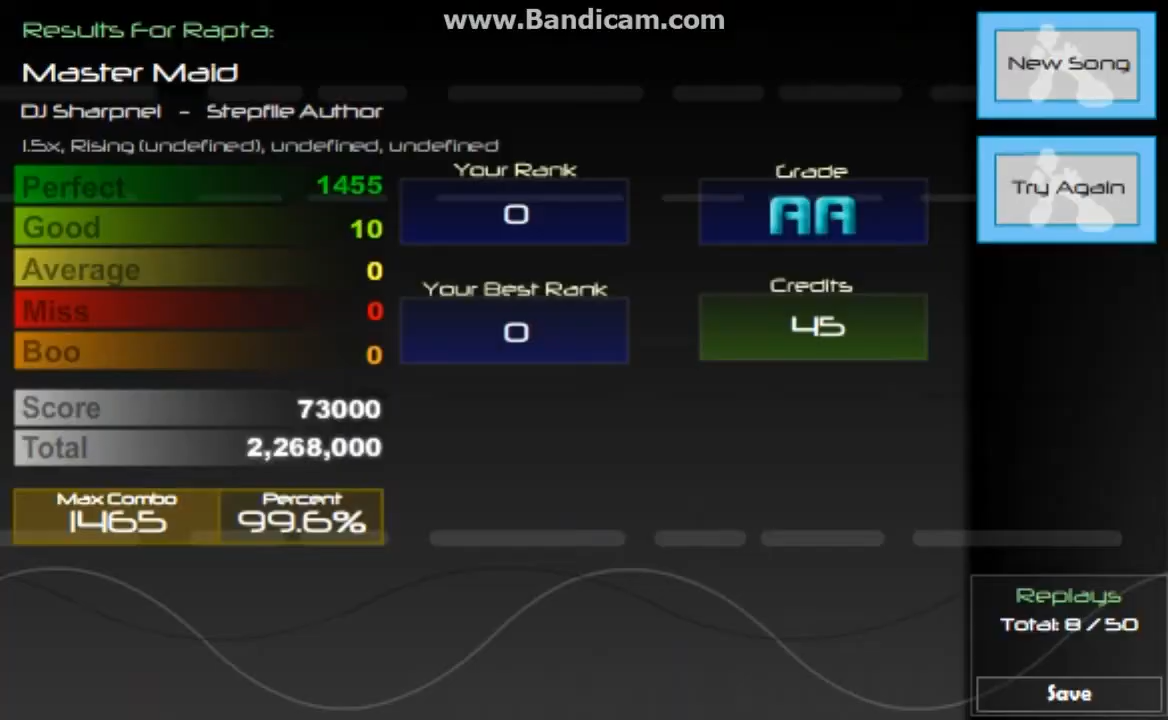 www.Bandicam.com
Results For Rapta:
Master Maid
DJ Sharpnel - Stepfile Author
1.5x, Rising (undefined), undefined, undefined
Perfect 1455
Good 10
Average 0
Miss 0
Boo 0
Score 73000
Total 2,268,000
Max Combo
1465
Percent
99.6%
Your Rank
0
Your Best Rank
0
Grade
AA
Credits
45
New Song
Try Again
Replays
Total: 8 / 50
Save